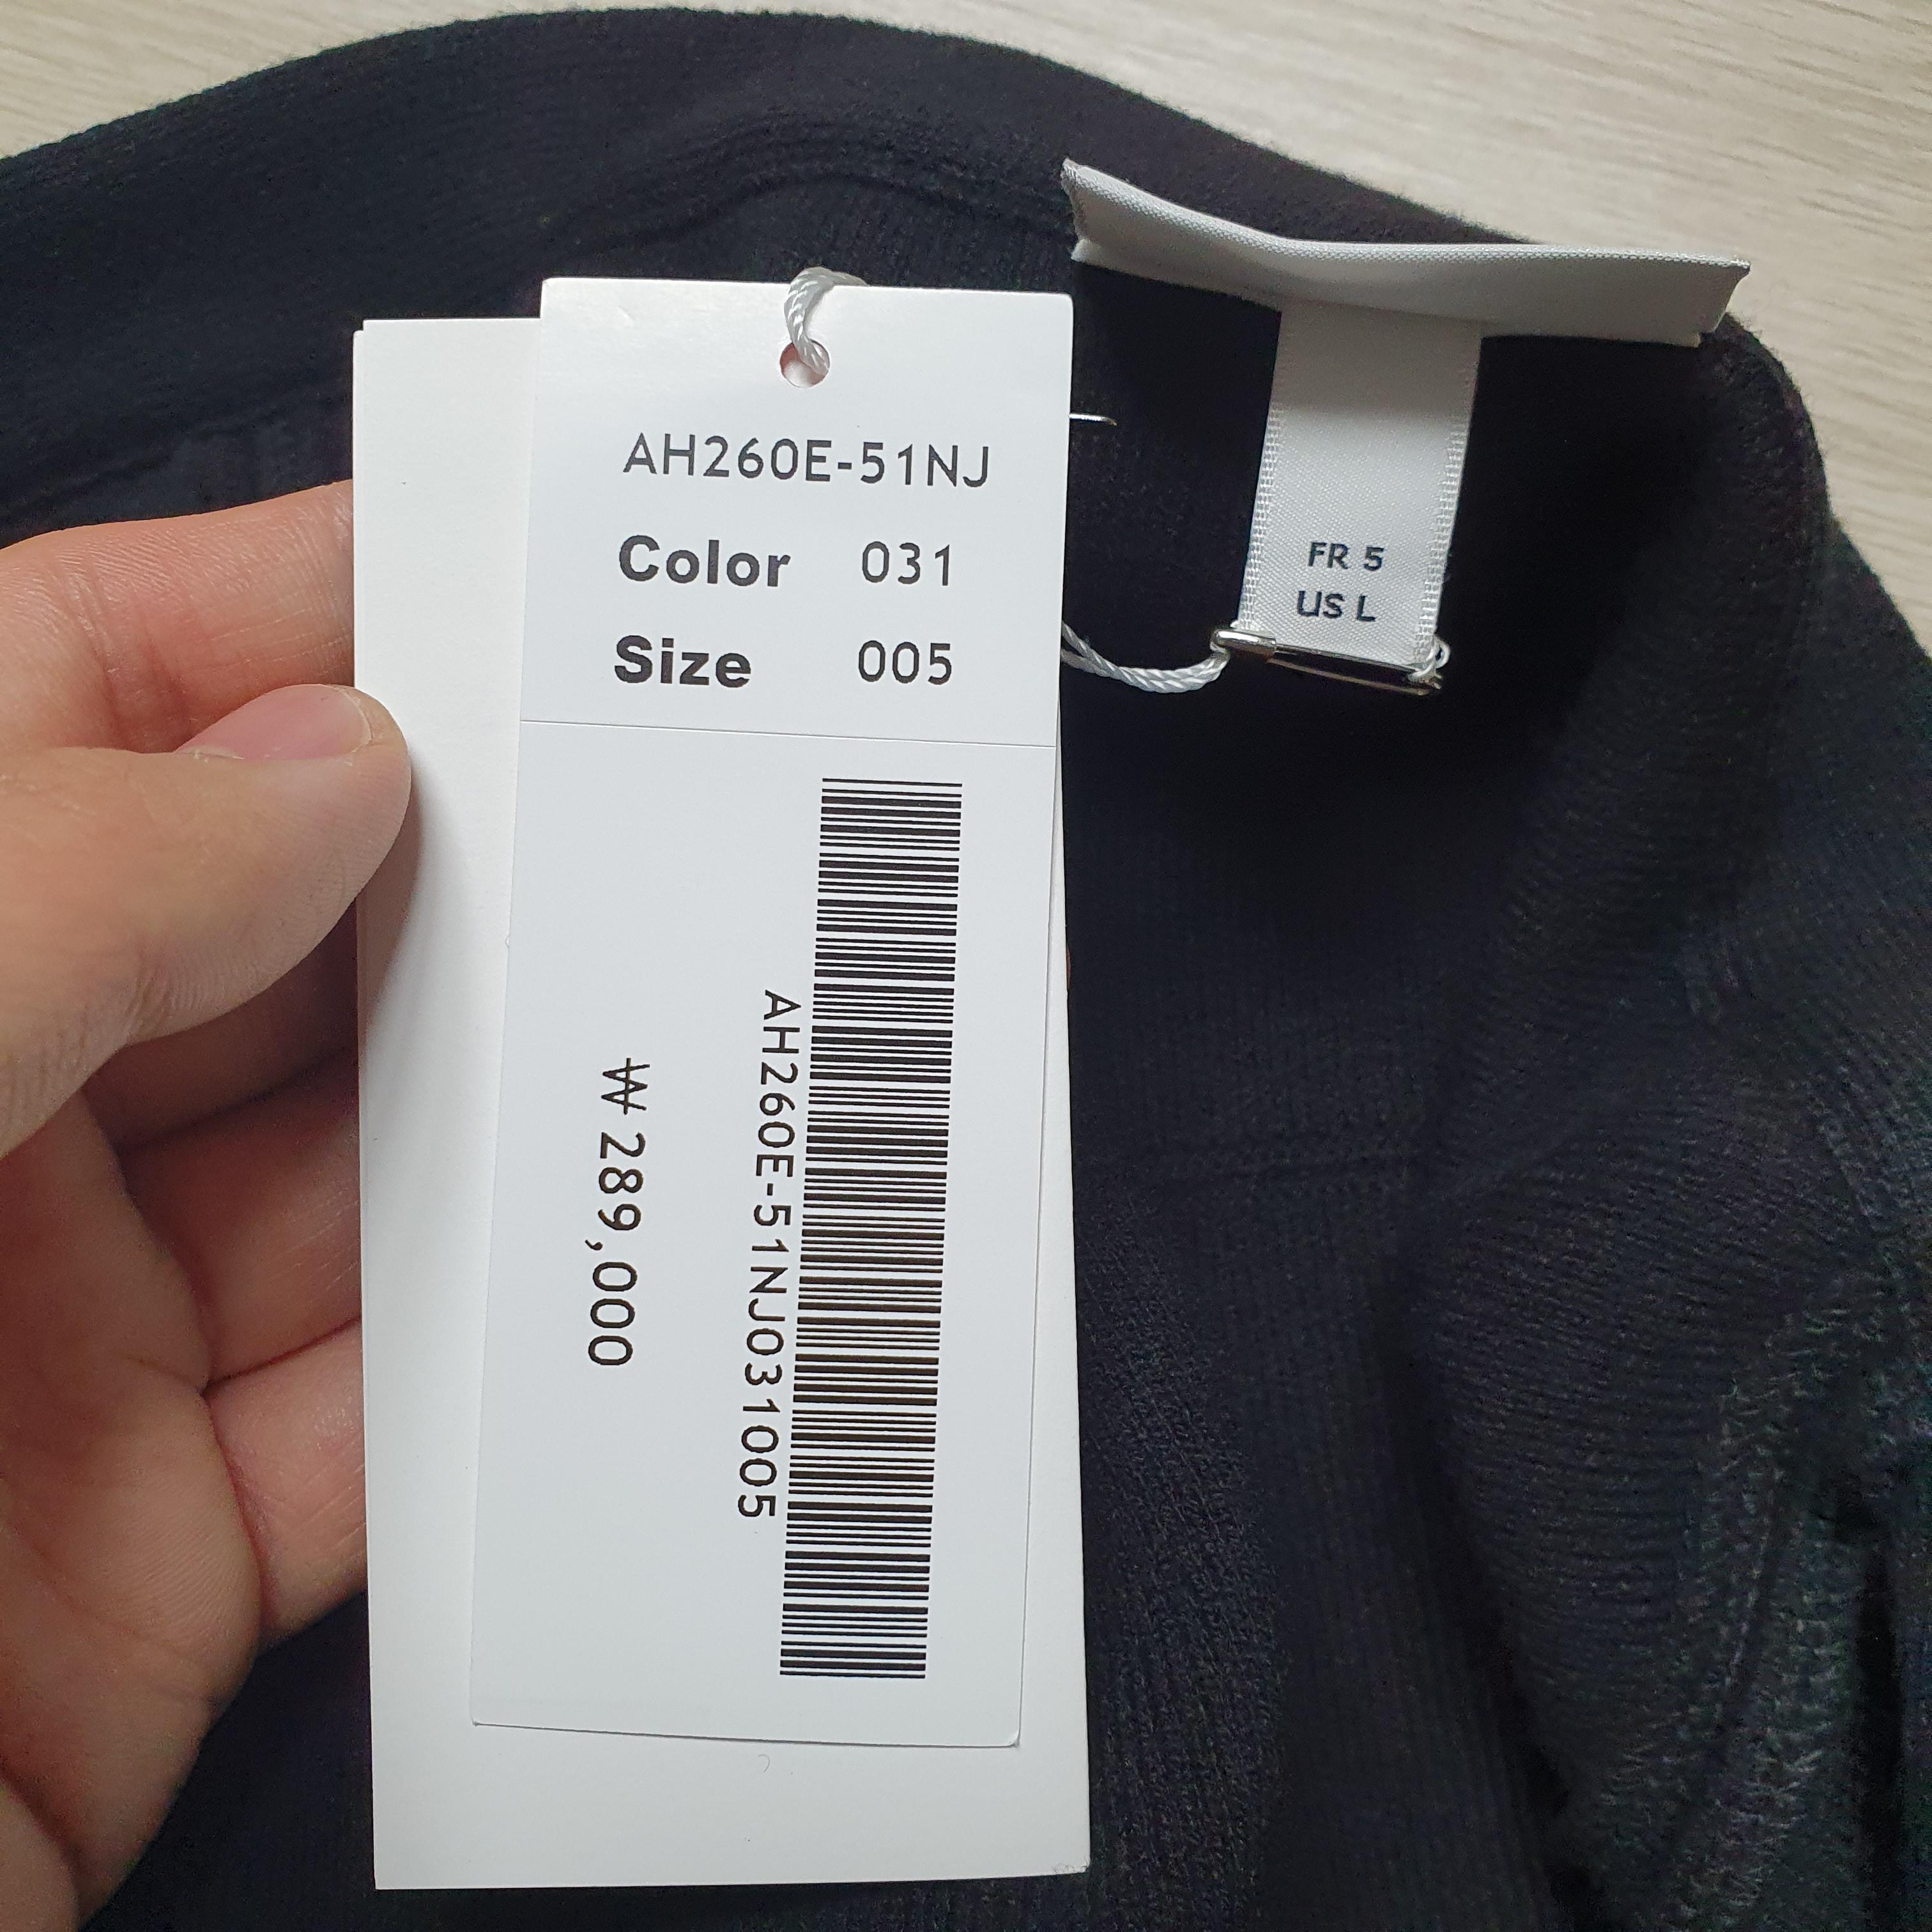 AH260E-51NJ
Color 031
Size 005
AH260E-51NJ031005
₩ 289,000
FR 5
US L